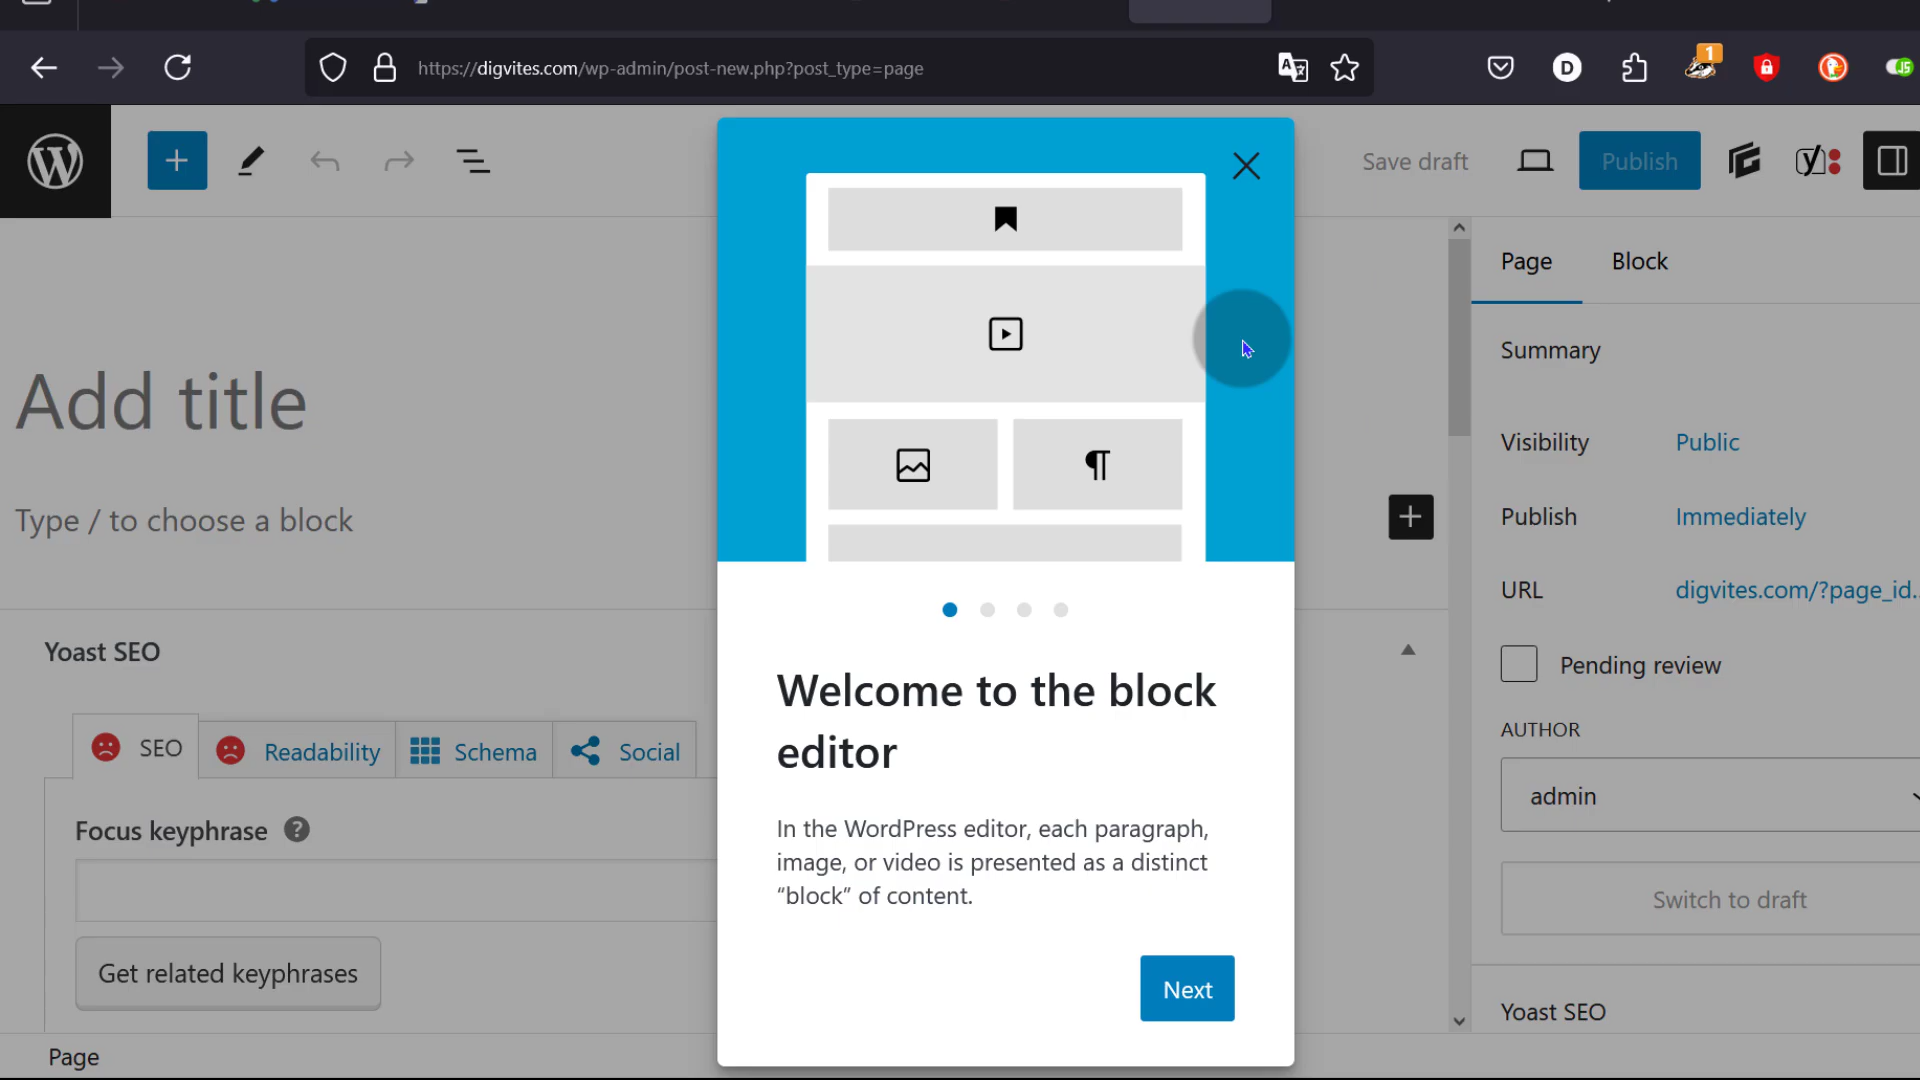 https://digvites.com/wp-admin/post-new.php?post_type=page
D
1
JS
Save draft
Publish
Page
Block
Add title
Summary
Visibility
Public
Type / to choose a block
Publish
Immediately
URL
digvites.com/?page_id...
Yoast SEO
Pending review
Welcome to the block
editor
AUTHOR
SEO
Readability
Schema
Social
admin
Focus keyphrase
In the WordPress editor, each paragraph,
image, or video is presented as a distinct
“block” of content.
Switch to draft
Get related keyphrases
Next
Yoast SEO
Page